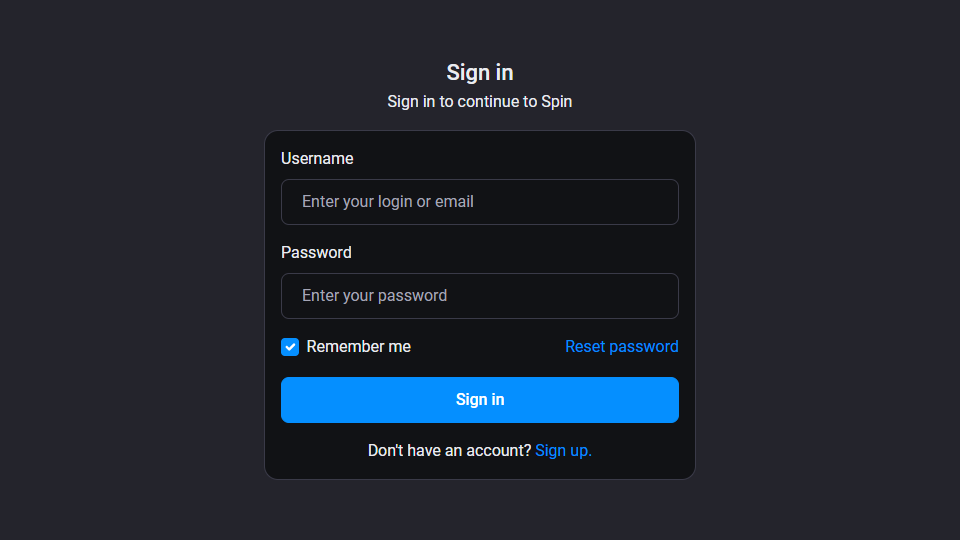 Sign in
Sign in to continue to Spin
Username
Enter your login or email
Password
Enter your password
Remember me Reset password
Sign in
Don't have an account? Sign up.